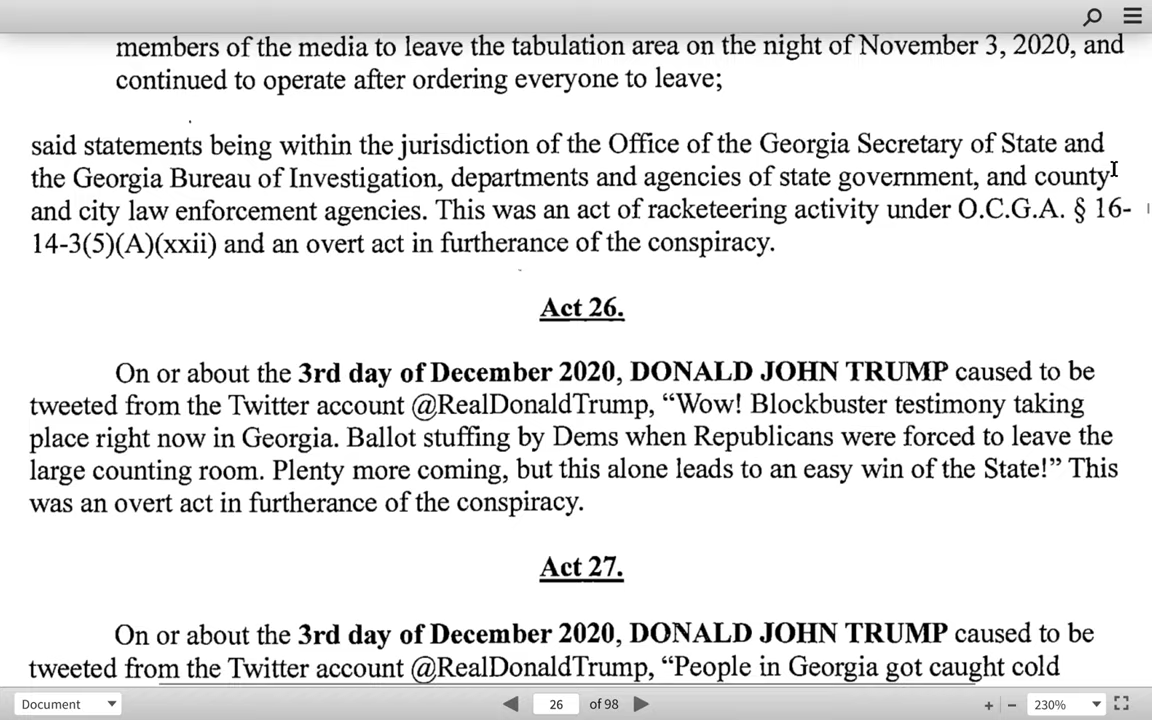 members of the media to leave the tabulation area on the night of November 3, 2020, and
continued to operate after ordering everyone to leave;
said statements being within the jurisdiction of the Office of the Georgia Secretary of State and
the Georgia Bureau of Investigation, departments and agencies of state government, and county
and city law enforcement agencies. This was an act of racketeering activity under O.C.G.A. § 16-
14-3(5)(A)(xxii) and an overt act in furtherance of the conspiracy.
Act 26.
On or about the 3rd day of December 2020, DONALD JOHN TRUMP caused to be
tweeted from the Twitter account @RealDonaldTrump, “Wow! Blockbuster testimony taking
place right now in Georgia. Ballot stuffing by Dems when Republicans were forced to leave the
large counting room. Plenty more coming, but this alone leads to an easy win of the State!” This
was an overt act in furtherance of the conspiracy.
Act 27.
On or about the 3rd day of December 2020, DONALD JOHN TRUMP caused to be
tweeted from the Twitter account @RealDonaldTrump, “People in Georgia got caught cold
Document 26 of 98 + − 230%